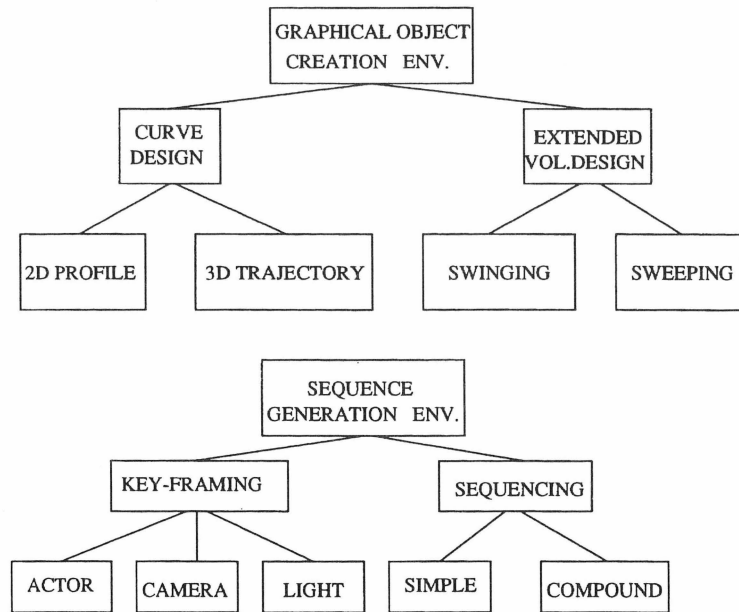 GRAPHICAL OBJECT
CREATION ENV.
CURVE
DESIGN
EXTENDED
VOL.DESIGN
2D PROFILE
3D TRAJECTORY
SWINGING
SWEEPING
SEQUENCE
GENERATION ENV.
KEY-FRAMING
SEQUENCING
ACTOR
CAMERA
LIGHT
SIMPLE
COMPOUND